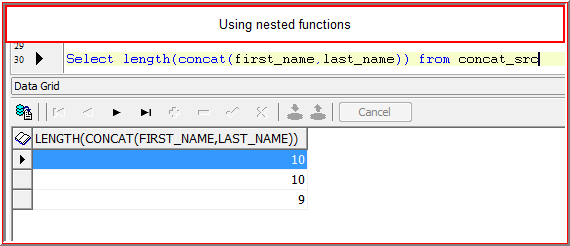 Using nested functions
29
30 Select length(concat(first_name,last_name)) from concat_src
Data Grid
Cancel
LENGTH(CONCAT(FIRST_NAME,LAST_NAME))
10
10
9